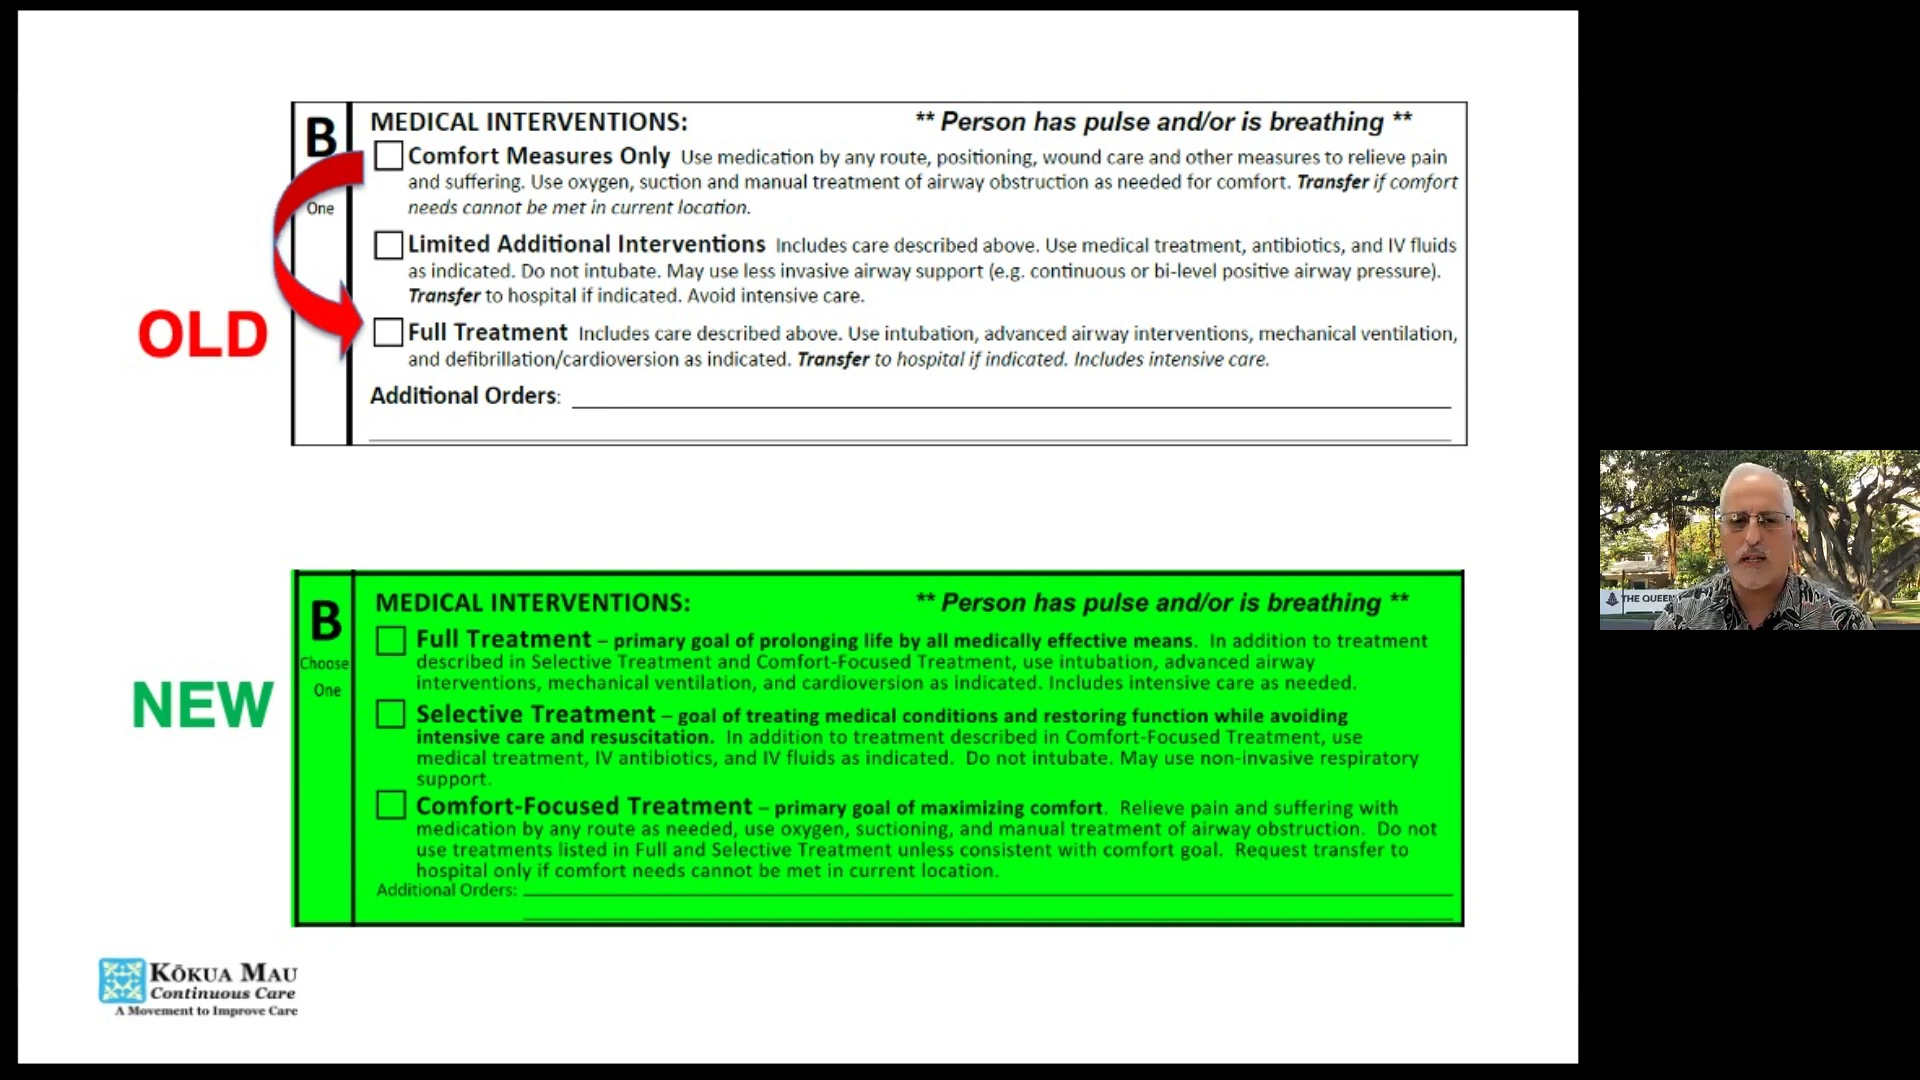 B
MEDICAL INTERVENTIONS: ** Person has pulse and/or is breathing **
Comfort Measures Only Use medication by any route, positioning, wound care and other measures to relieve pain
and suffering. Use oxygen, suction and manual treatment of airway obstruction as needed for comfort. Transfer if comfort
One
needs cannot be met in current location.
Limited Additional Interventions Includes care described above. Use medical treatment, antibiotics, and IV fluids
as indicated. Do not intubate. May use less invasive airway support (e.g. continuous or bi-level positive airway pressure).
Transfer to hospital if indicated. Avoid intensive care.
OLD
Full Treatment Includes care described above. Use intubation, advanced airway interventions, mechanical ventilation,
and defibrillation/cardioversion as indicated. Transfer to hospital if indicated. Includes intensive care.
Additional Orders:
B
Choose
One
MEDICAL INTERVENTIONS: ** Person has pulse and/or is breathing **
Full Treatment – primary goal of prolonging life by all medically effective means. In addition to treatment
described in Selective Treatment and Comfort-Focused Treatment, use intubation, advanced airway
interventions, mechanical ventilation, and cardioversion as indicated. Includes intensive care as needed.
NEW
Selective Treatment – goal of treating medical conditions and restoring function while avoiding
intensive care and resuscitation. In addition to treatment described in Comfort-Focused Treatment, use
medical treatment, IV antibiotics, and IV fluids as indicated. Do not intubate. May use non-invasive respiratory
support.
Comfort-Focused Treatment – primary goal of maximizing comfort. Relieve pain and suffering with
medication by any route as needed, use oxygen, suctioning, and manual treatment of airway obstruction. Do not
use treatments listed in Full and Selective Treatment unless consistent with comfort goal. Request transfer to
hospital only if comfort needs cannot be met in current location.
Additional Orders:
KŌKUA MAU
Continuous Care
A Movement to Improve Care
THE QUEEN